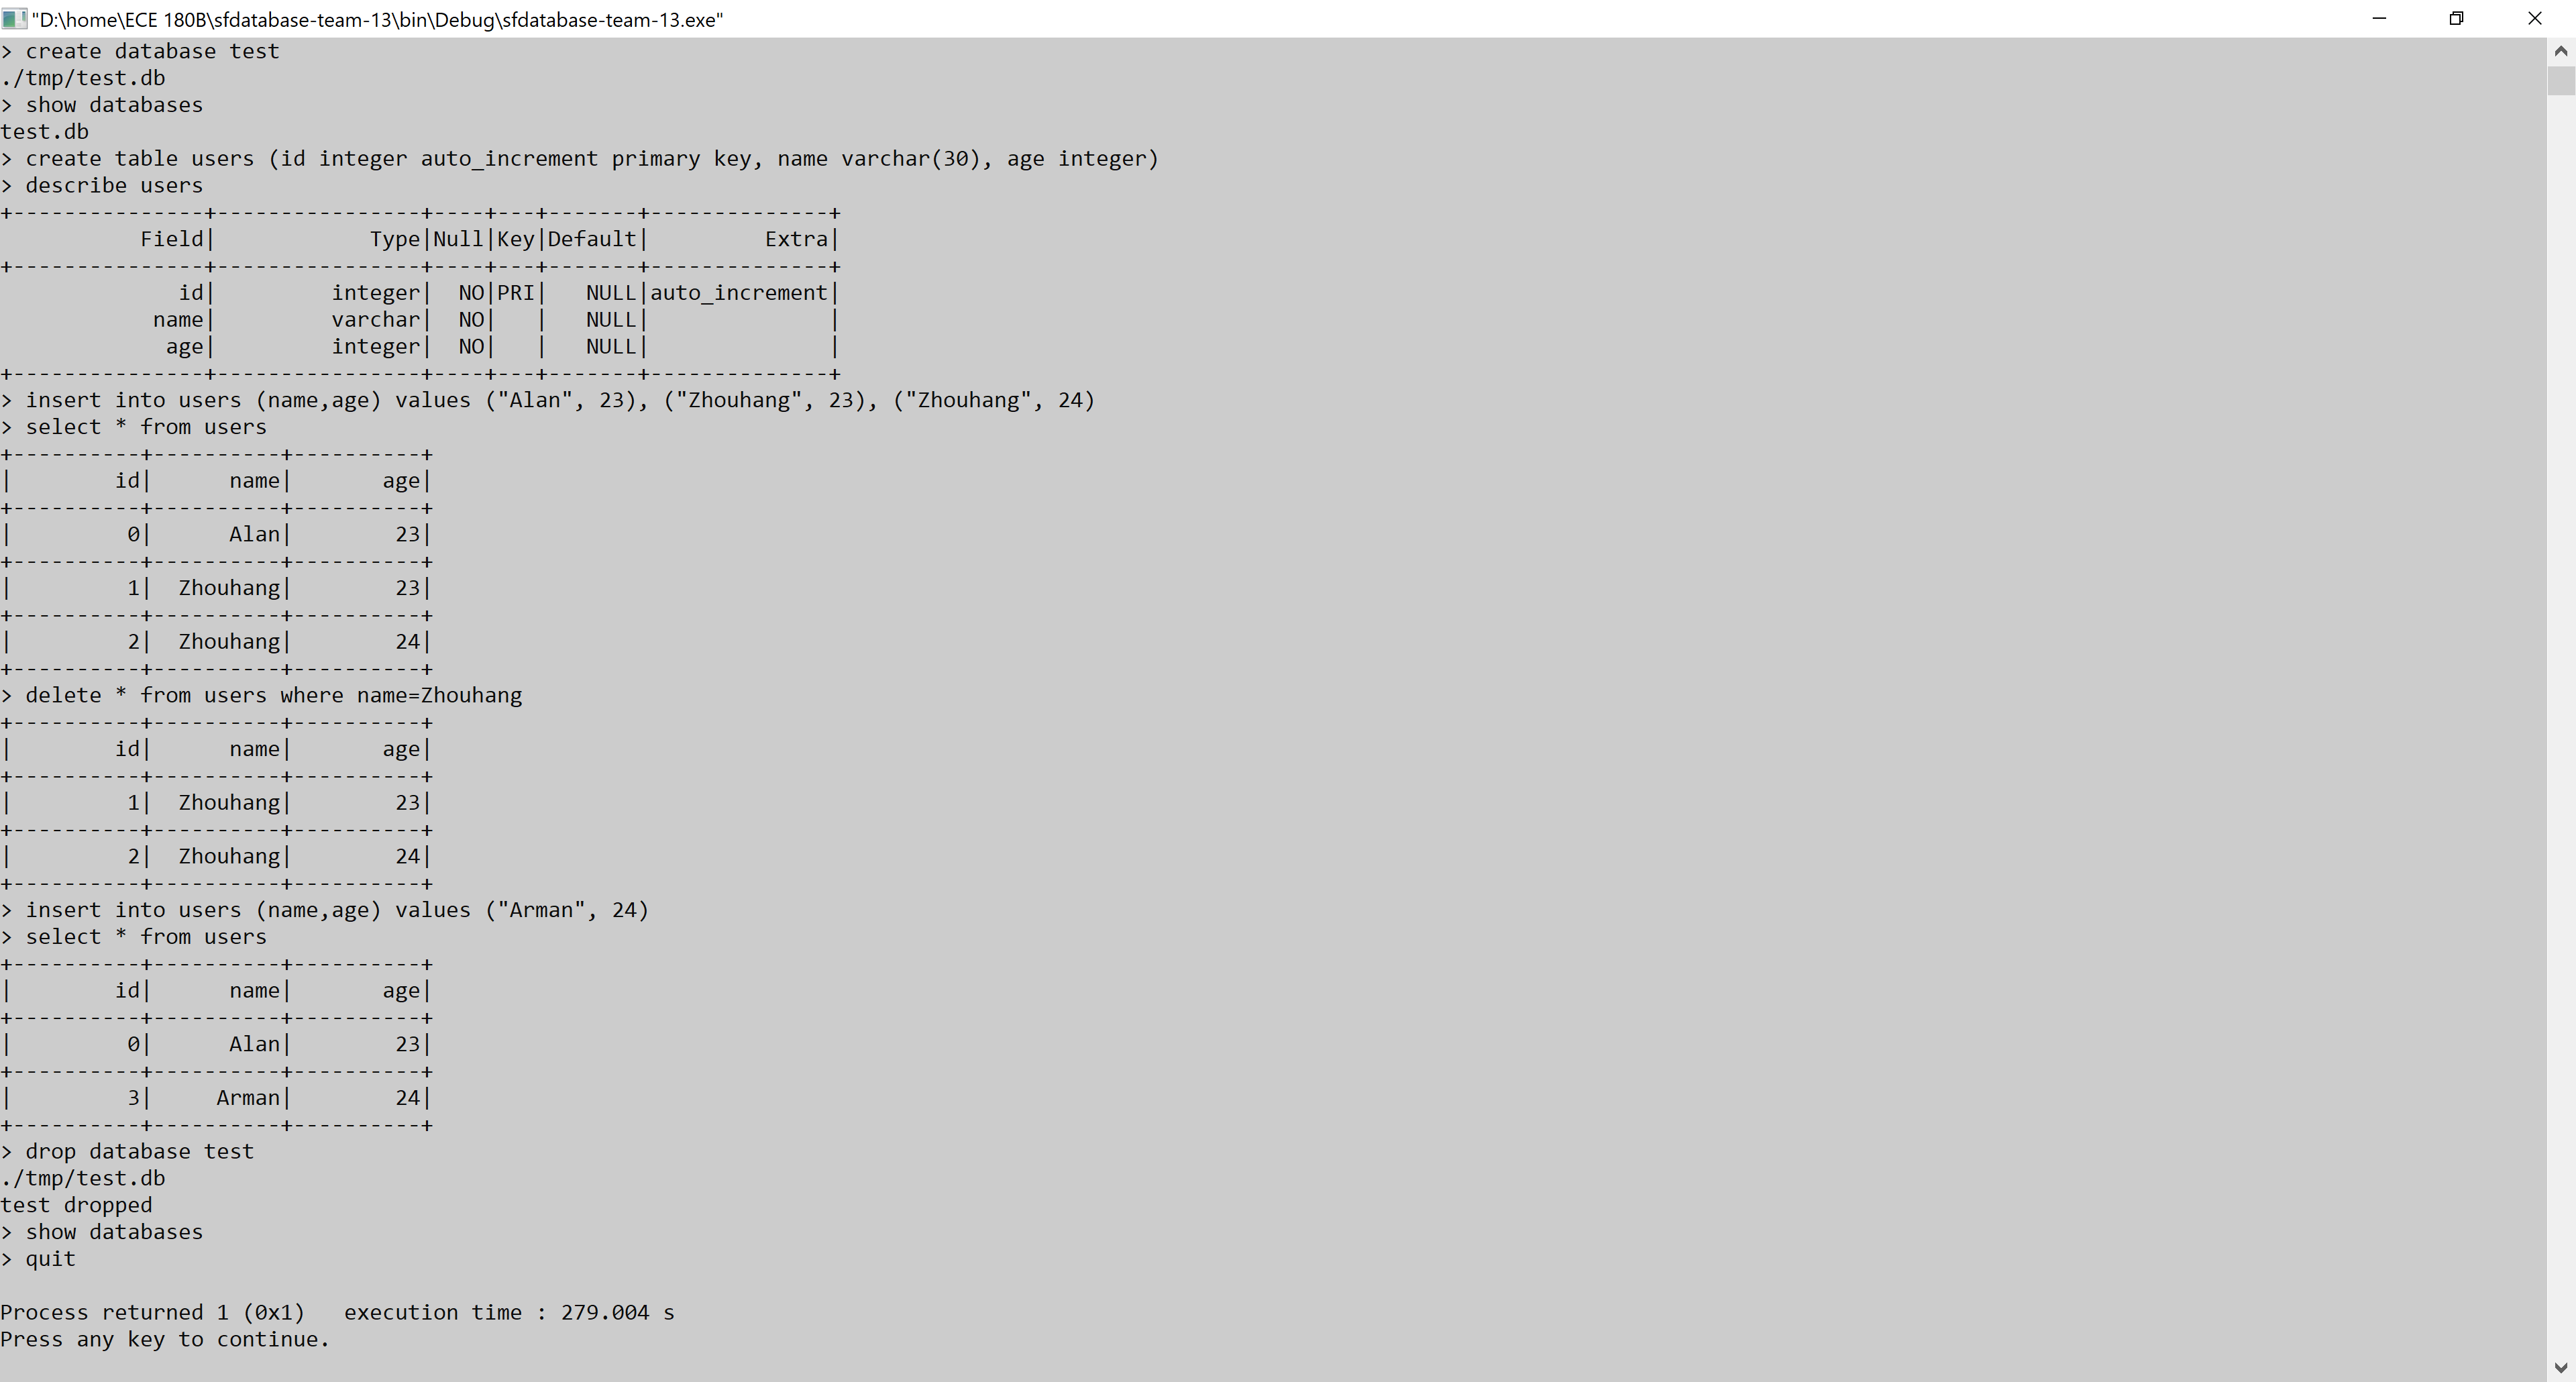 "D:\home\ECE 180B\sfdatabase-team-13\bin\Debug\sfdatabase-team-13.exe"
> create database test
./tmp/test.db
> show databases
test.db
> create table users (id integer auto_increment primary key, name varchar(30), age integer)
> describe users
+---------------+----------------+----+---+-------+--------------+
           Field|            Type|Null|Key|Default|         Extra|
+---------------+----------------+----+---+-------+--------------+
              id|         integer|  NO|PRI|   NULL|auto_increment|
            name|         varchar|  NO|   |   NULL|              |
             age|         integer|  NO|   |   NULL|              |
+---------------+----------------+----+---+-------+--------------+
> insert into users (name,age) values ("Alan", 23), ("Zhouhang", 23), ("Zhouhang", 24)
> select * from users
+----------+----------+----------+
|        id|      name|       age|
+----------+----------+----------+
|         0|      Alan|        23|
+----------+----------+----------+
|         1|  Zhouhang|        23|
+----------+----------+----------+
|         2|  Zhouhang|        24|
+----------+----------+----------+
> delete * from users where name=Zhouhang
+----------+----------+----------+
|        id|      name|       age|
+----------+----------+----------+
|         1|  Zhouhang|        23|
+----------+----------+----------+
|         2|  Zhouhang|        24|
+----------+----------+----------+
> insert into users (name,age) values ("Arman", 24)
> select * from users
+----------+----------+----------+
|        id|      name|       age|
+----------+----------+----------+
|         0|      Alan|        23|
+----------+----------+----------+
|         3|     Arman|        24|
+----------+----------+----------+
> drop database test
./tmp/test.db
test dropped
> show databases
> quit

Process returned 1 (0x1)   execution time : 279.004 s
Press any key to continue.